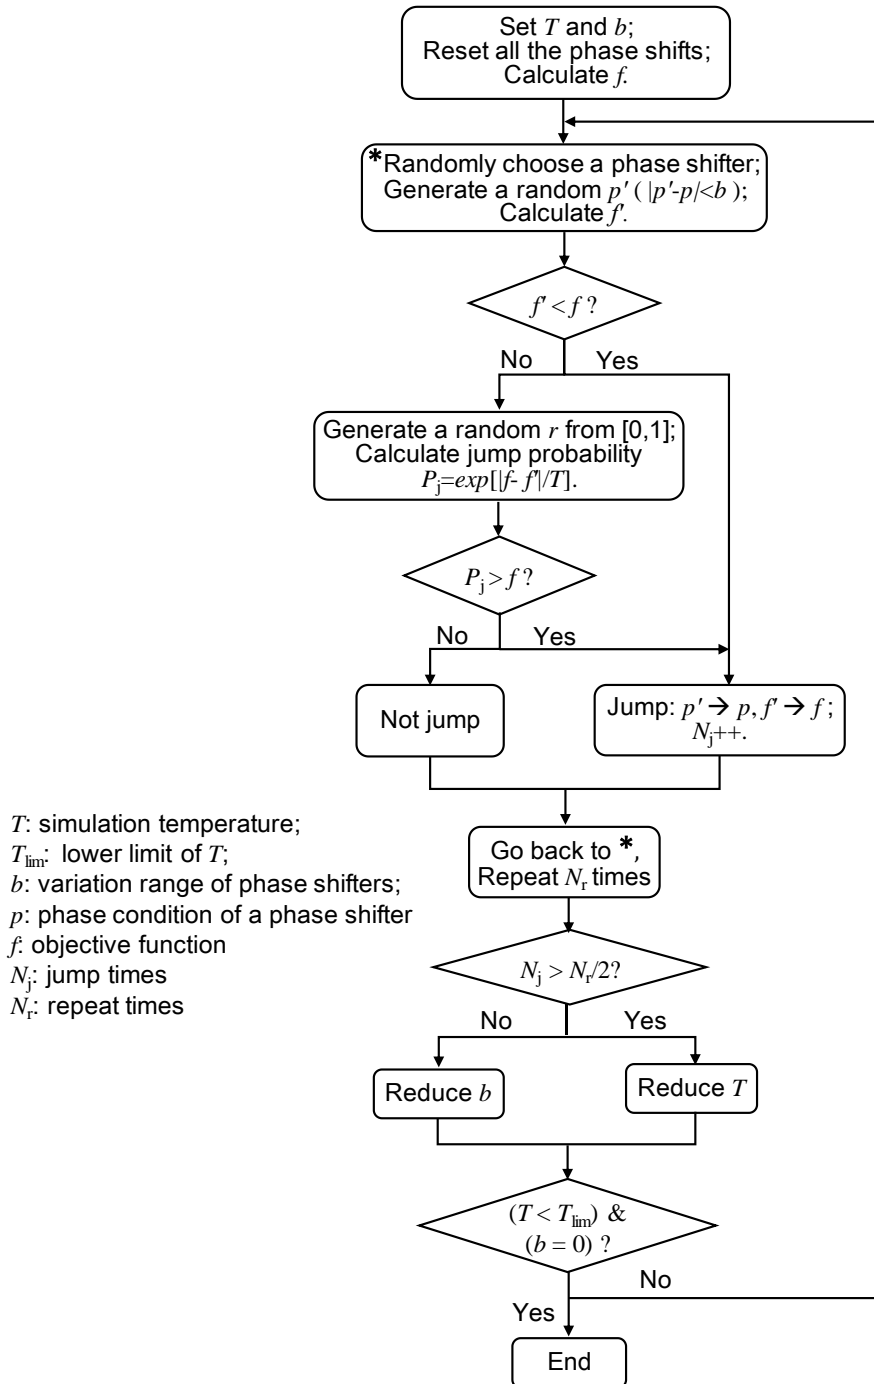 Set T and b;
Reset all the phase shifts;
Calculate f.
*Randomly choose a phase shifter;
Generate a random p′ ( |p′-p|<b );
Calculate f′.
f′ < f ?
No Yes
Generate a random r from [0,1];
Calculate jump probability
Pj=exp[|f- f′|/T].
Pj > f ?
No Yes
Not jump
Jump: p′ → p, f′ → f ;
Nj++.
Go back to *,
Repeat Nr times
T: simulation temperature;
Tlim: lower limit of T;
b: variation range of phase shifters;
p: phase condition of a phase shifter
f: objective function
Nj: jump times
Nr: repeat times
Nj > Nr/2?
No Yes
Reduce b
Reduce T
(T < Tlim) &
(b = 0) ?
No
Yes
End